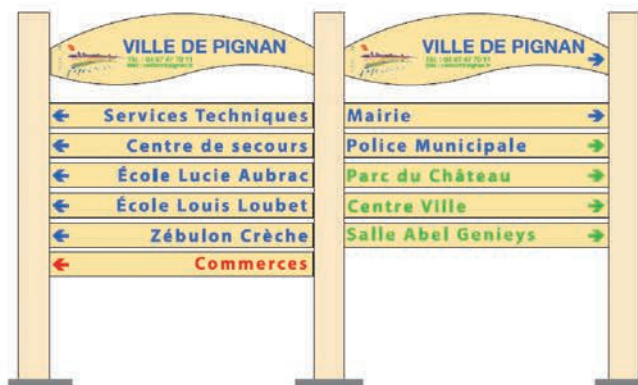 VILLE DE PIGNAN
Services Techniques
Centre de secours
École Lucie Aubrac
École Louis Loubet
Zébulon Crèche
Commerces
VILLE DE PIGNAN
Mairie
Police Municipale
Parc du Château
Centre Ville
Salle Abel Genieys